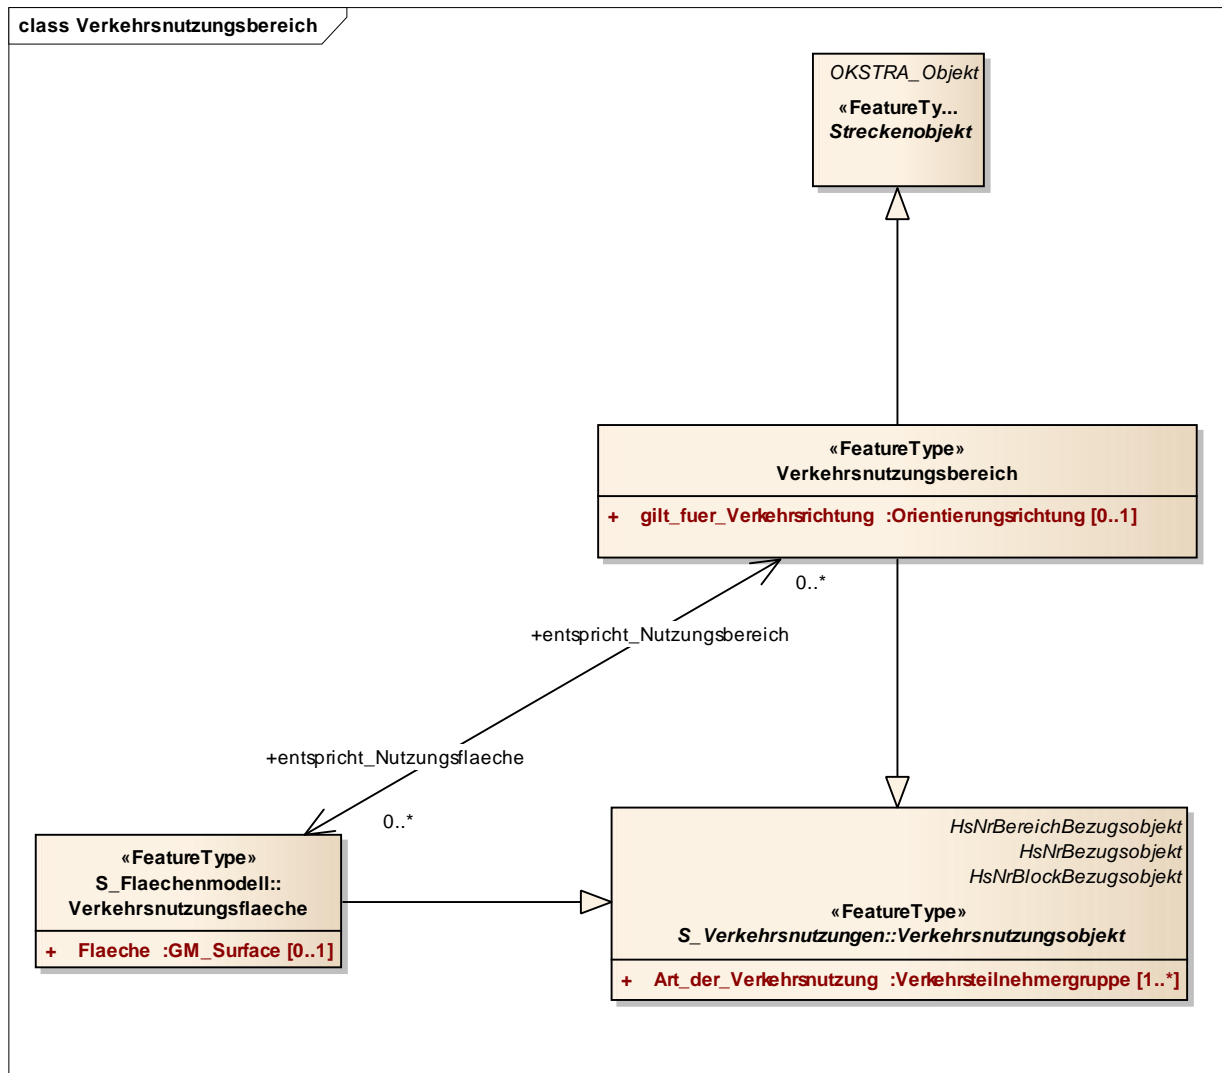 class Verkehrsnutzungsbereich
OKSTRA_Objekt
«FeatureTy...
Streckenobjekt
«FeatureType»
Verkehrsnutzungsbereich
+ gilt_fuer_Verkehrsrichtung :Orientierungsrichtung [0..1]
0..*
+entspricht_Nutzungsbereich
+entspricht_Nutzungsflaeche
0..*
«FeatureType»
S_Flaechenmodell::
Verkehrsnutzungsflaeche
+ Flaeche :GM_Surface [0..1]
HsNrBereichBezugsobjekt
HsNrBezugsobjekt
HsNrBlockBezugsobjekt
«FeatureType»
S_Verkehrsnutzungen::Verkehrsnutzungsobjekt
+ Art_der_Verkehrsnutzung :Verkehrsteilnehmergruppe [1..*]